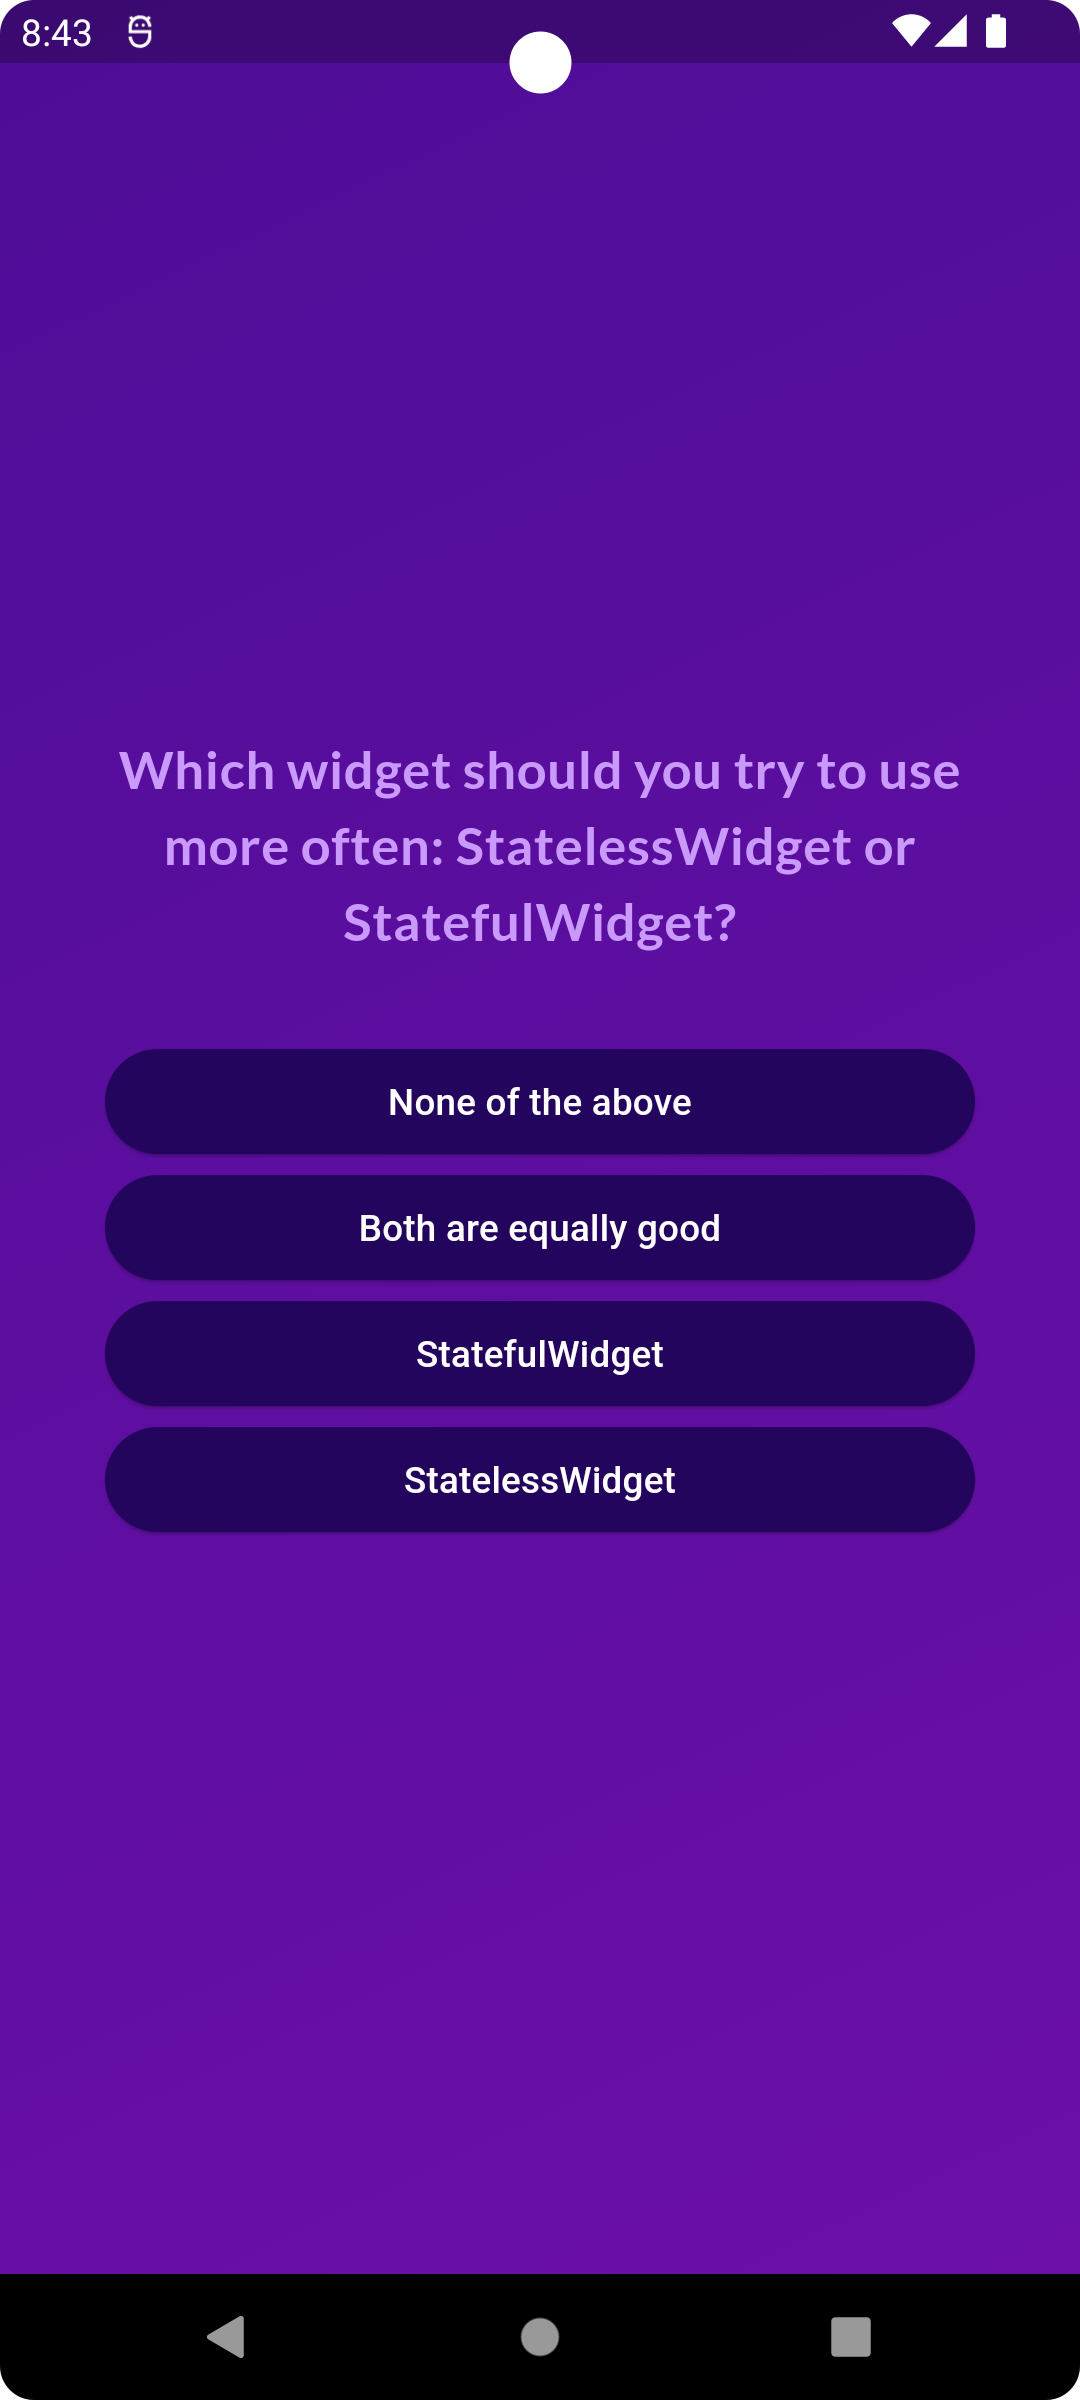 8:43
Which widget should you try to use
more often: StatelessWidget or
StatefulWidget?
None of the above
Both are equally good
StatefulWidget
StatelessWidget